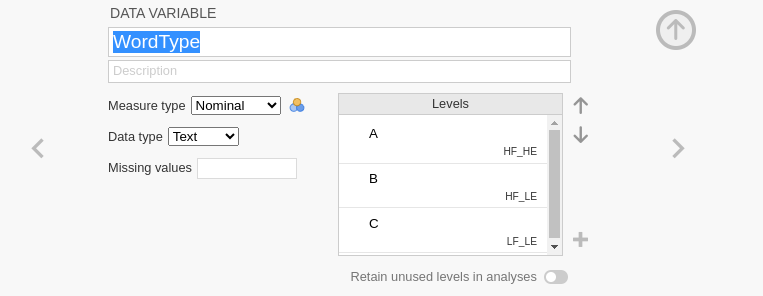 DATA VARIABLE
WordType
Description
Measure type Nominal
Data type Text
Missing values
Levels
A
HF_HE
B
HF_LE
C
LF_LE
Retain unused levels in analyses